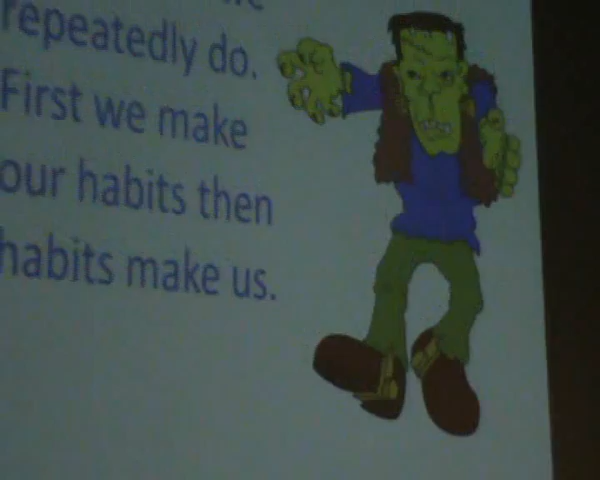 repeatedly do.
First we make
our habits then
habits make us.